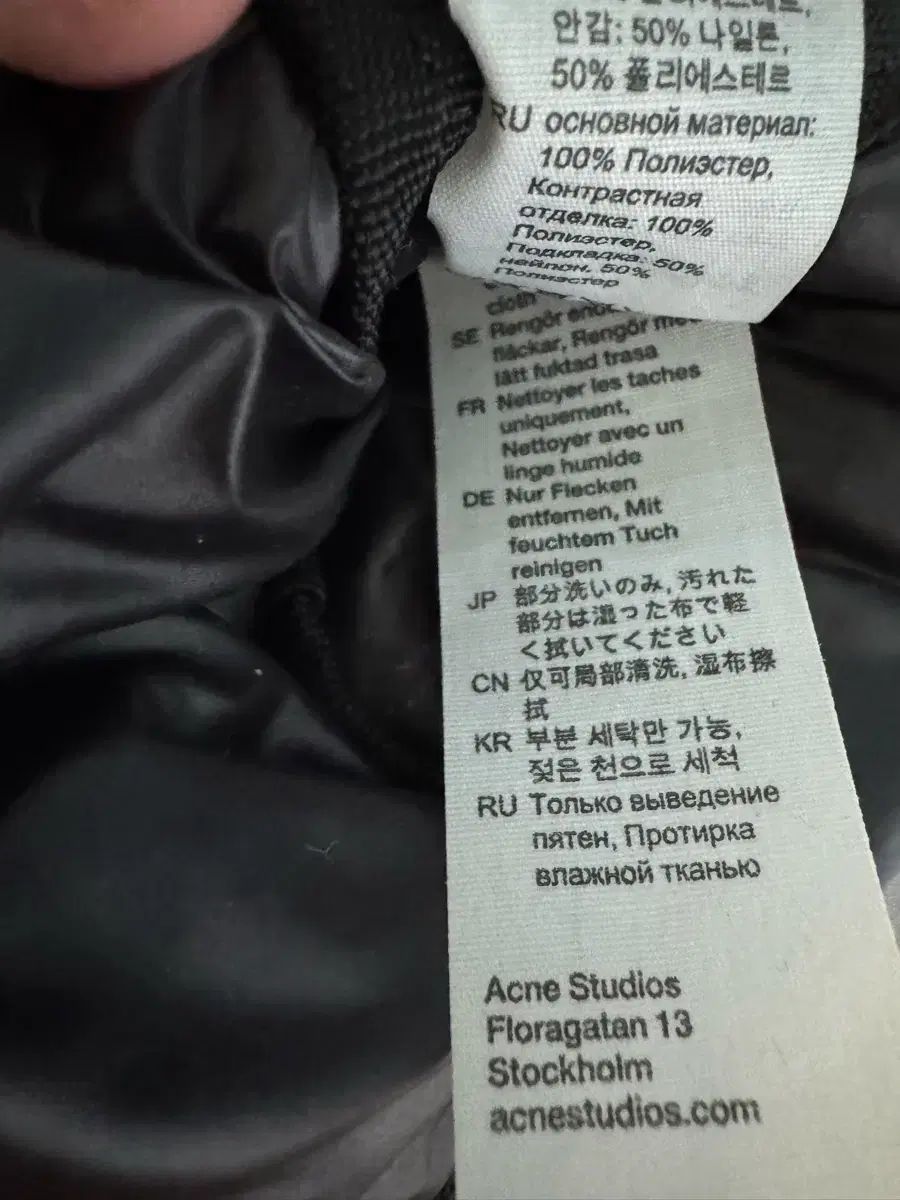 안감: 50% 나일론,
50% 폴리에스테르
RU основной материал:
100% Полиэстер,
Контрастная
отделка: 100%
Полиэстер,
Подкладка: 50%
нейлон, 50%
Полиэстер
cloth
SE Rengör
fläckar, Rengör
lätt fuktad trasa
FR Nettoyer les taches
uniquement,
Nettoyer avec un
linge humide
DE Nur Flecken
entfernen, Mit
feuchtem Tuch
reinigen
JP 部分洗いのみ, 汚れた
部分は湿った布で軽
く拭いてください
CN 仅可局部清洗, 湿布擦
拭
KR 부분 세탁만 가능,
젖은 천으로 세척
RU Только выведение
пятен, Протирка
влажной тканью
Acne Studios
Floragatan 13
Stockholm
acnestudios.com